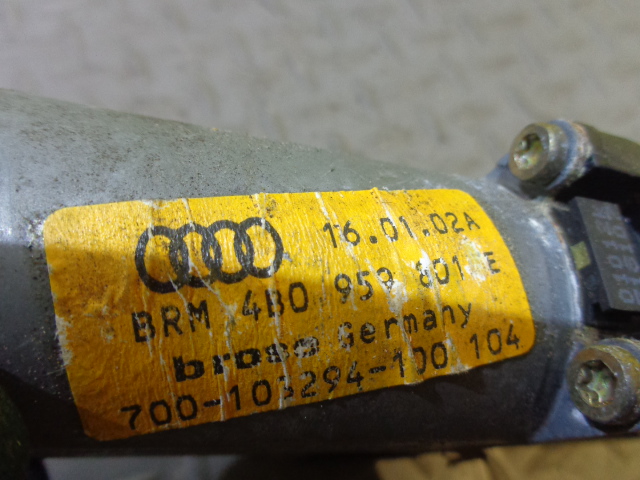 16.01.02A
BRM 4B0 959 801 E
brose Germany
700-103294-100 104